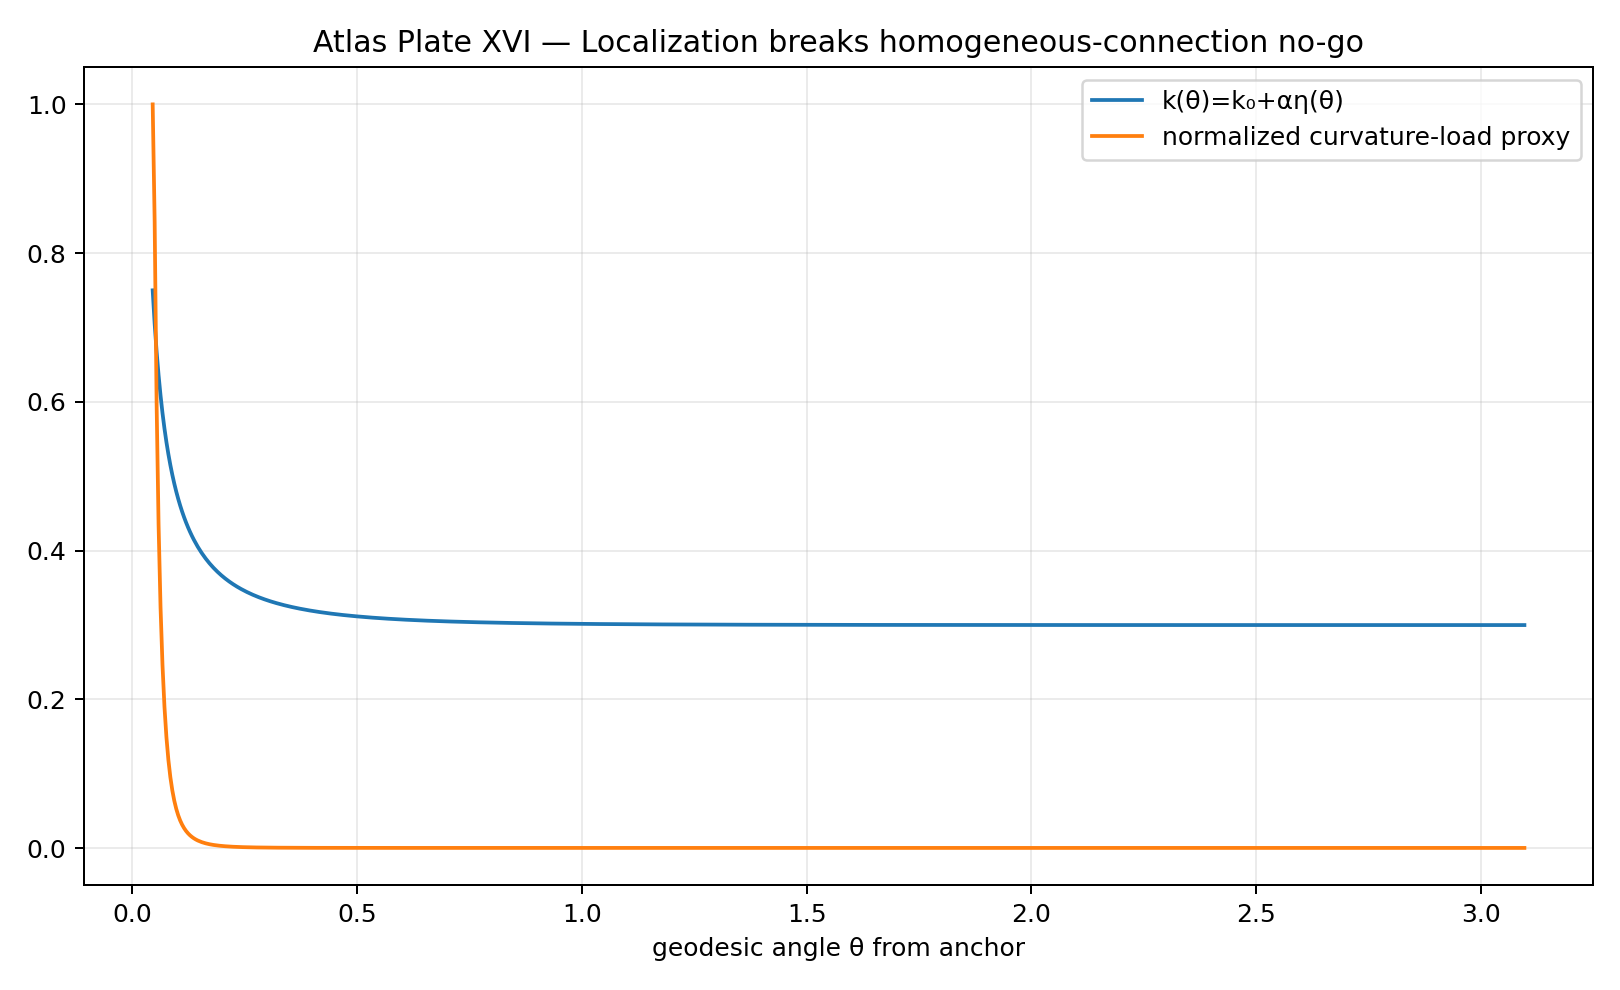 Atlas Plate XVI — Localization breaks homogeneous-connection no-go
k(θ)=k₀+αη(θ)
normalized curvature-load proxy
1.0
0.8
0.6
0.4
0.2
0.0
0.0 0.5 1.0 1.5 2.0 2.5 3.0
geodesic angle θ from anchor